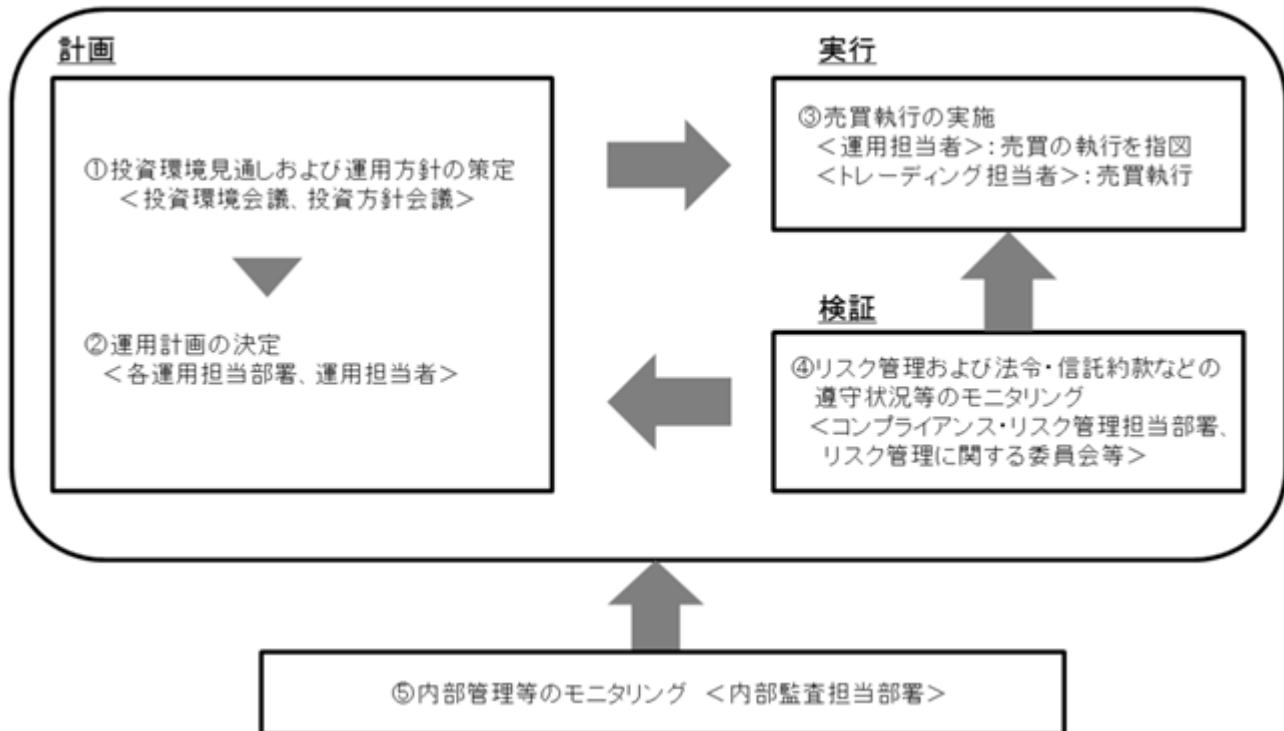 計画
①投資環境見通しおよび運用方針の策定
＜投資環境会議、投資方針会議＞
②運用計画の決定
＜各運用担当部署、運用担当者＞
実行
③売買執行の実施
＜運用担当者＞：売買の執行を指図
＜トレーディング担当者＞：売買執行
検証
④リスク管理および法令・信託約款などの
遵守状況等のモニタリング
＜コンプライアンス・リスク管理担当部署、
リスク管理に関する委員会等＞
⑤内部管理等のモニタリング　＜内部監査担当部署＞